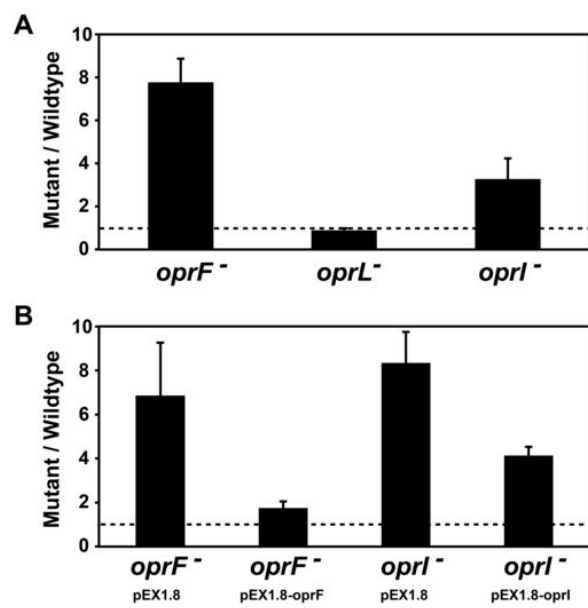 A
Mutant / Wildtype
10
8
6
4
2
0
oprF - oprL- oprI -
B
Mutant / Wildtype
10
8
6
4
2
0
oprF - oprF - oprI - oprI -
pEX1.8 pEX1.8-oprF pEX1.8 pEX1.8-oprI